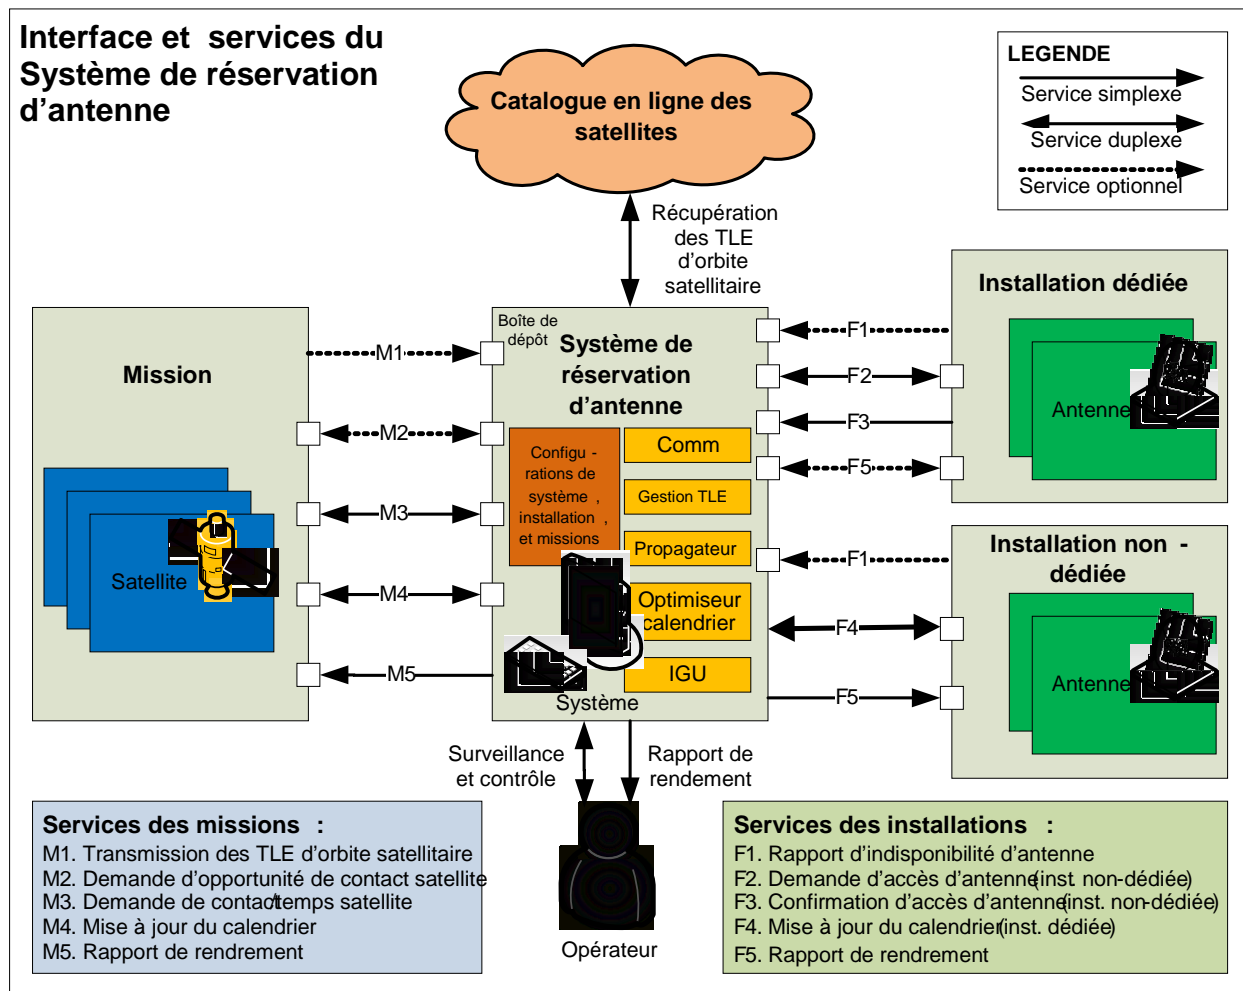 Interface et services du
Système de réservation
d'antenne
Catalogue en ligne des
satellites
LEGENDE
Service simplexe
Service duplexe
Service optionnel
Récupération
des TLE
d'orbite
satellitaire
Mission
Satellite
M1
M2
M3
M4
M5
Boîte de
dépôt
Système de
réservation
d'antenne
Configu -
rations de
système ,
installation ,
et missions
Comm
Gestion TLE
Propagateur
Optimiseur
calendrier
IGU
Système
F1
F2
F3
F5
F1
F4
F5
Installation dédiée
Antenne
Installation non -
dédiée
Antenne
Surveillance
et contrôle
Rapport de
rendement
Opérateur
Services des missions :
M1. Transmission des TLE d'orbite satellitaire
M2. Demande d'opportunité de contact satellite
M3. Demande de contact/temps satellite
M4. Mise à jour du calendrier
M5. Rapport de rendrement
Services des installations :
F1. Rapport d'indisponibilité d'antenne
F2. Demande d'accès d'antenne(inst. non-dédiée)
F3. Confirmation d'accès d'antenne(inst. non-dédiée)
F4. Mise à jour du calendrier(inst. dédiée)
F5. Rapport de rendrement